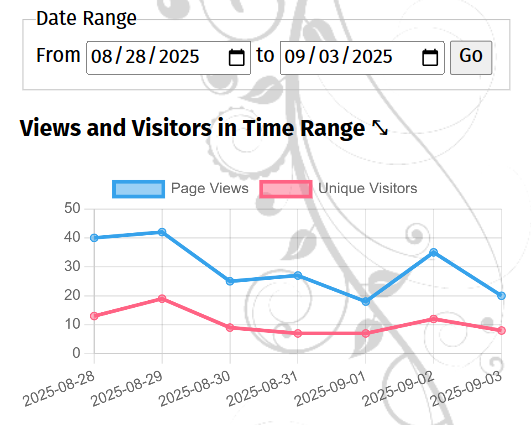 Date Range
From 08/28/2025 to 09/03/2025 Go
Views and Visitors in Time Range ⤡
Page Views Unique Visitors
50
40
30
20
10
0
2025-08-28 2025-08-29 2025-08-30 2025-08-31 2025-09-01 2025-09-02 2025-09-03